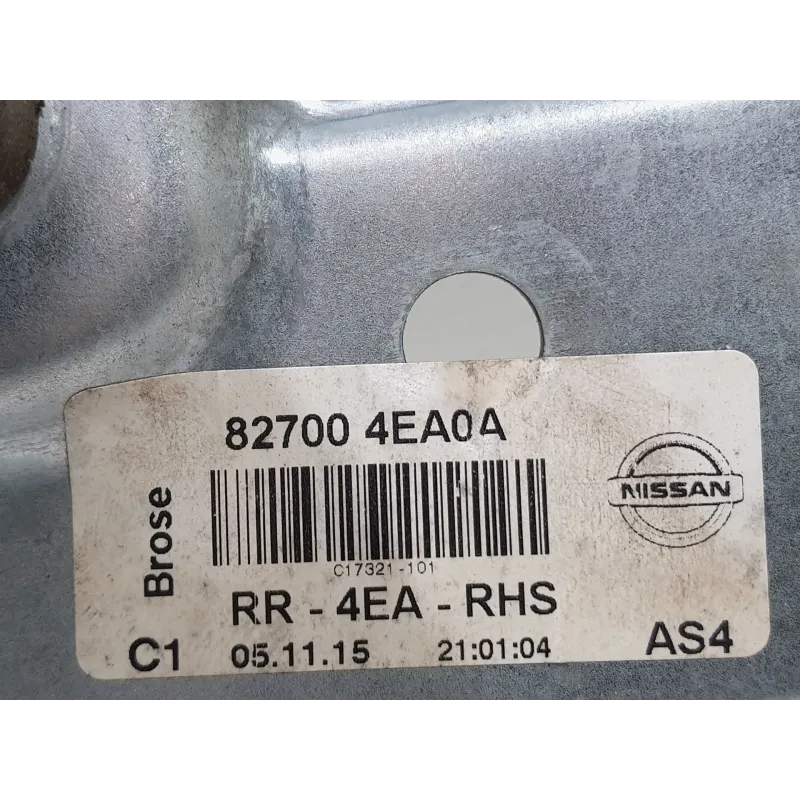 82700 4EA0A
Brose
NISSAN
C17321-101
RR - 4EA - RHS
C1 05.11.15 21:01:04 AS4